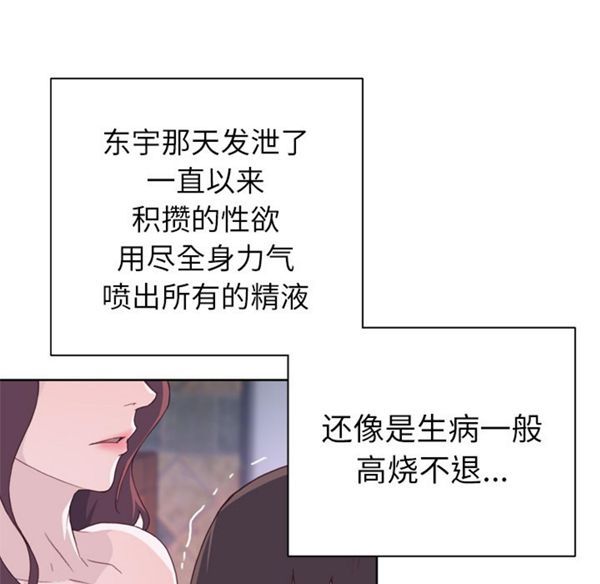 东宇那天发泄了
一直以来
积攒的性欲
用尽全身力气
喷出所有的精液
还像是生病一般
高烧不退...